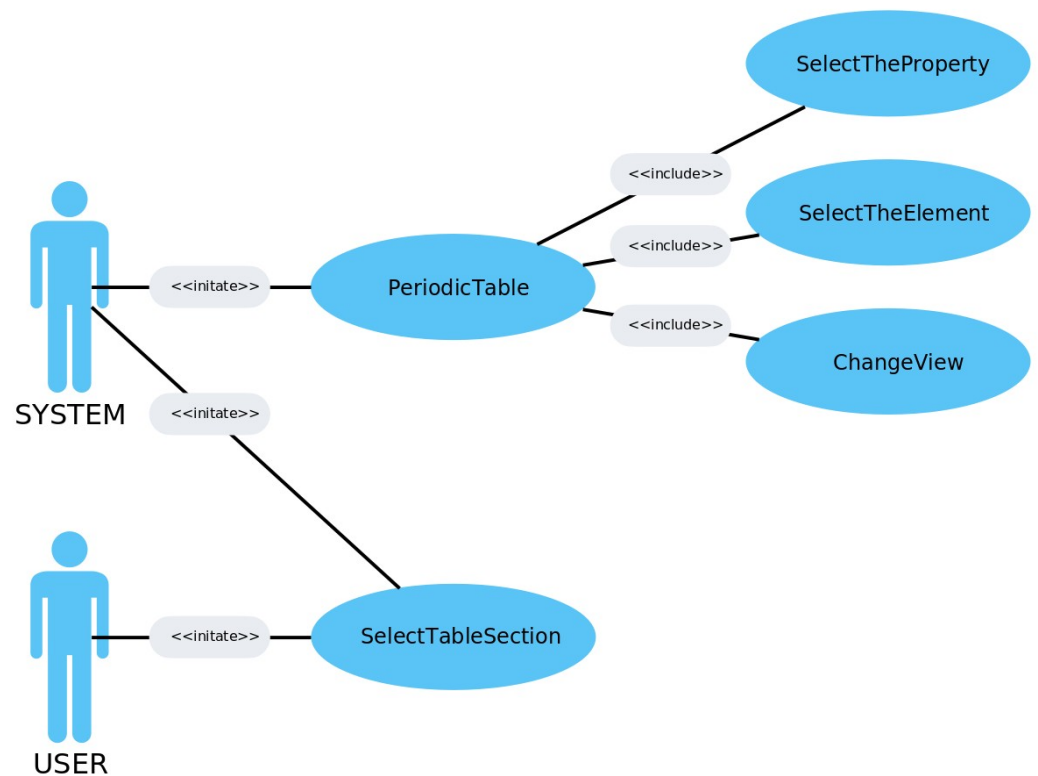 SelectTheProperty
<<include>>
SelectTheElement
<<include>>
<<initate>>
PeriodicTable
<<include>>
ChangeView
SYSTEM
<<initate>>
<<initate>>
SelectTableSection
USER